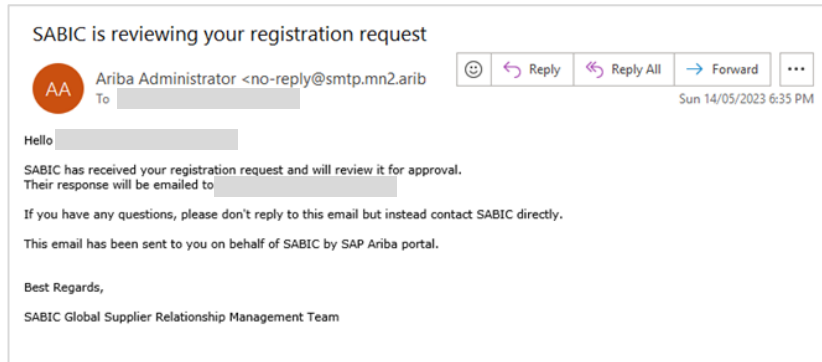 SABIC is reviewing your registration request
AA
Ariba Administrator <no-reply@smtp.mn2.arib
To
Reply
Reply All
Forward
Sun 14/05/2023 6:35 PM
Hello
SABIC has received your registration request and will review it for approval.
Their response will be emailed to
If you have any questions, please don't reply to this email but instead contact SABIC directly.
This email has been sent to you on behalf of SABIC by SAP Ariba portal.
Best Regards,
SABIC Global Supplier Relationship Management Team